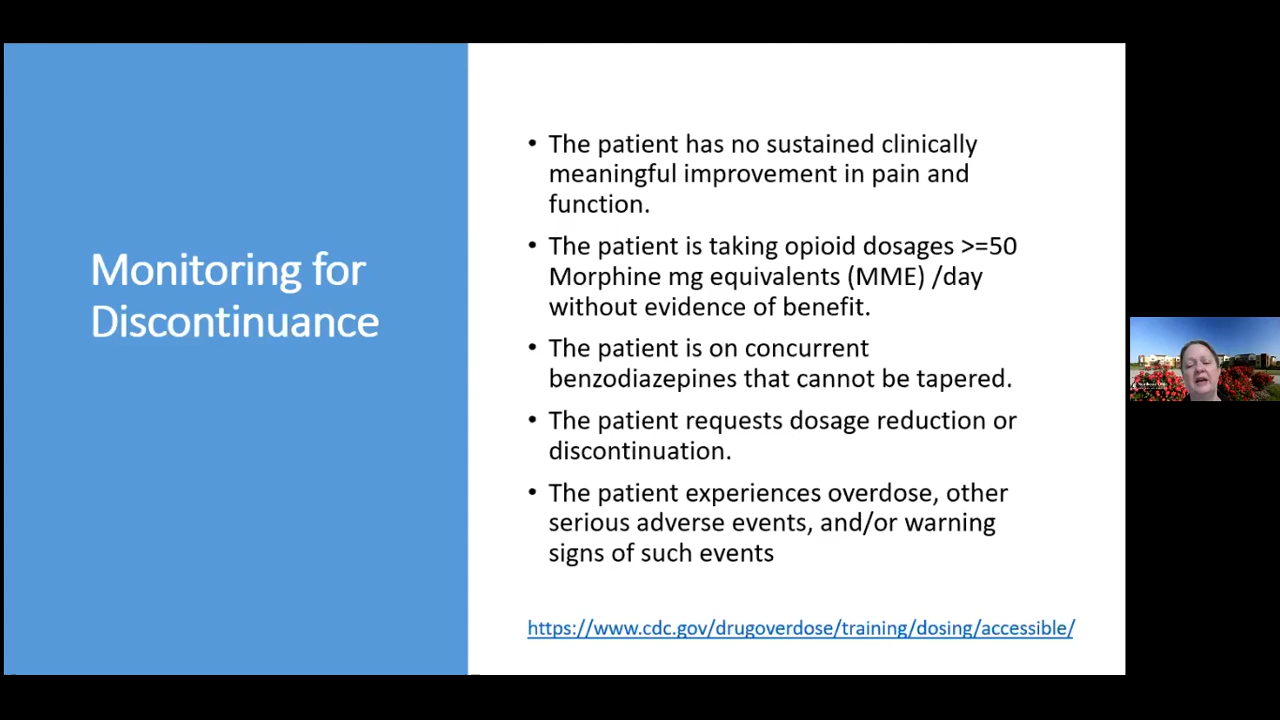 Monitoring for
Discontinuance
• The patient has no sustained clinically
meaningful improvement in pain and
function.
• The patient is taking opioid dosages >=50
Morphine mg equivalents (MME) /day
without evidence of benefit.
• The patient is on concurrent
benzodiazepines that cannot be tapered.
• The patient requests dosage reduction or
discontinuation.
• The patient experiences overdose, other
serious adverse events, and/or warning
signs of such events
https://www.cdc.gov/drugoverdose/training/dosing/accessible/